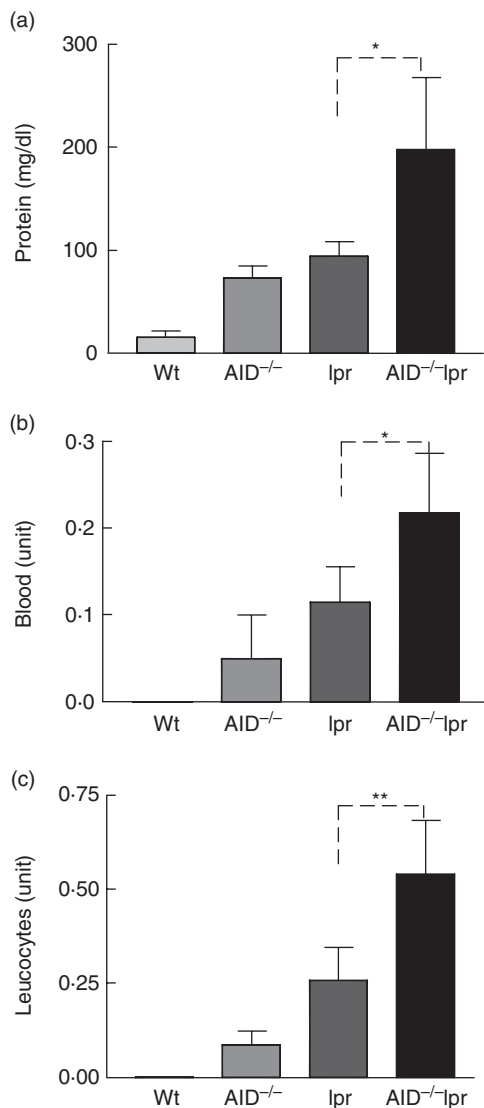 (a)
*
300
200
100
0
Protein (mg/dl)
Wt AID−/− lpr AID−/−lpr
(b)
*
0·3
0·2
0·1
0·0
Blood (unit)
Wt AID−/− lpr AID−/−lpr
(c)
**
0·75
0·50
0·25
0·00
Leucocytes (unit)
Wt AID−/− lpr AID−/−lpr